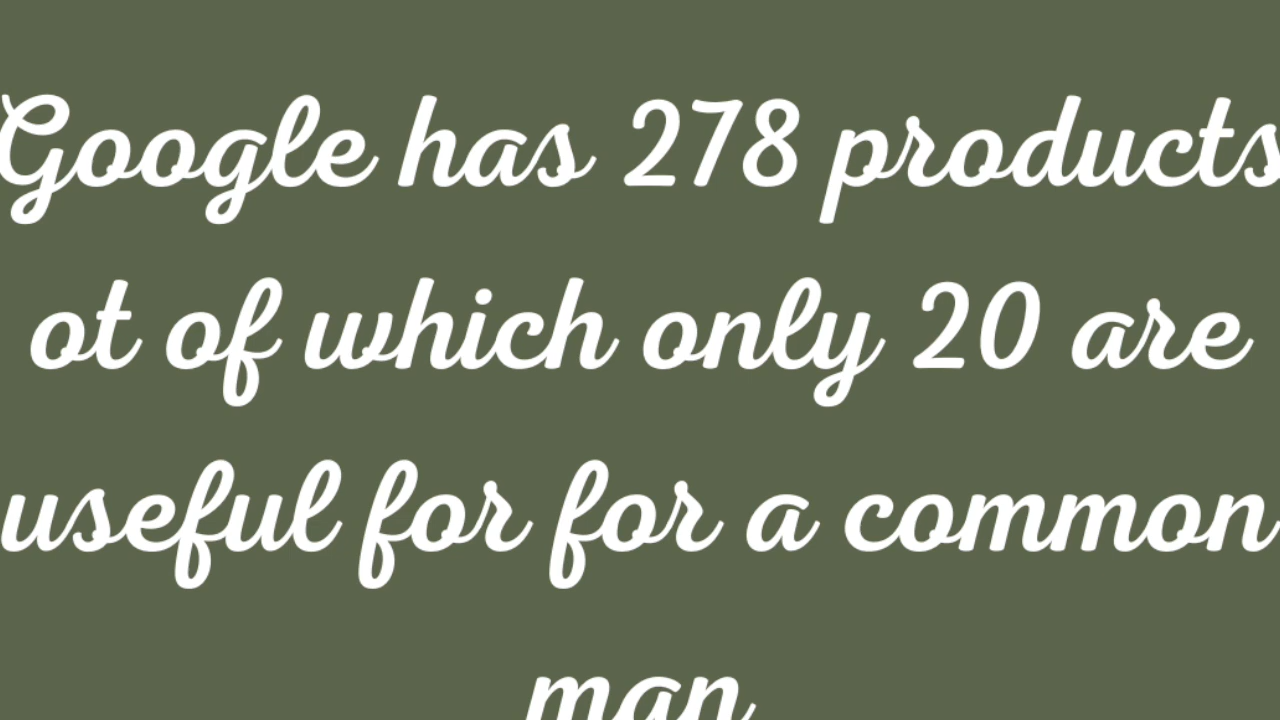 Google has 278 products
ot of which only 20 are
useful for for a common
man